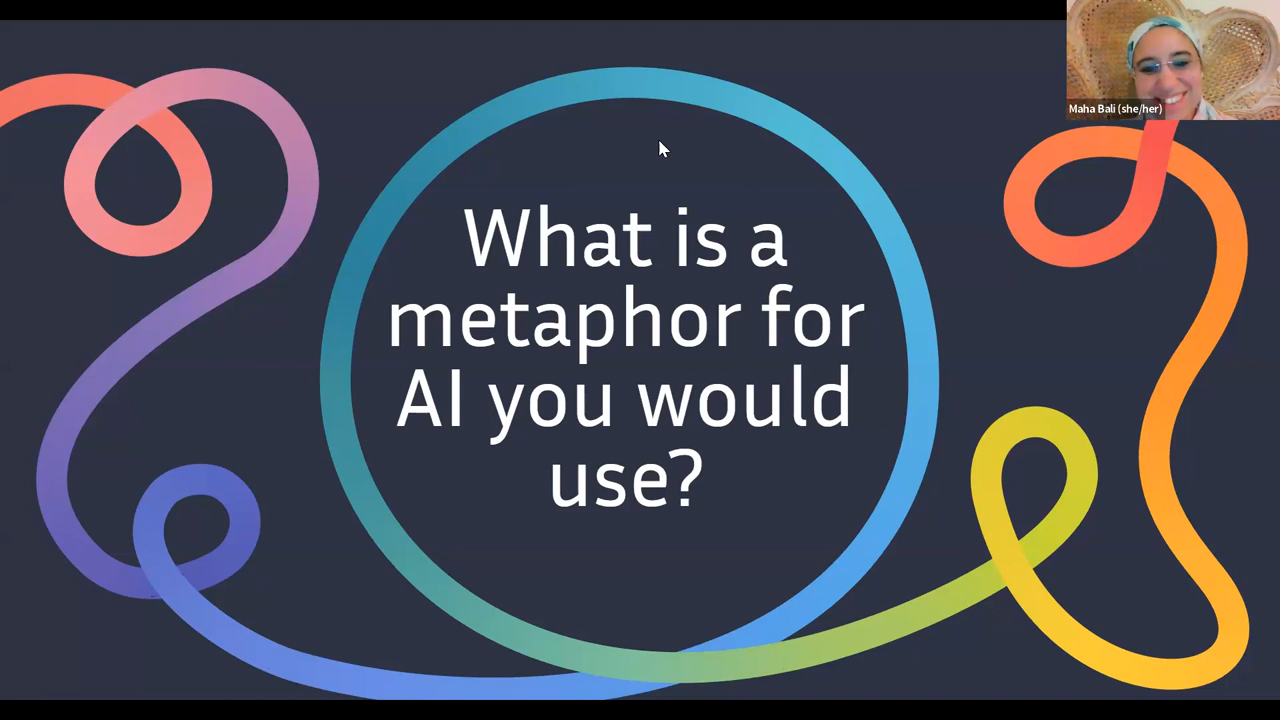 Maha Bali (she/her)
What is a
metaphor for
AI you would
use?